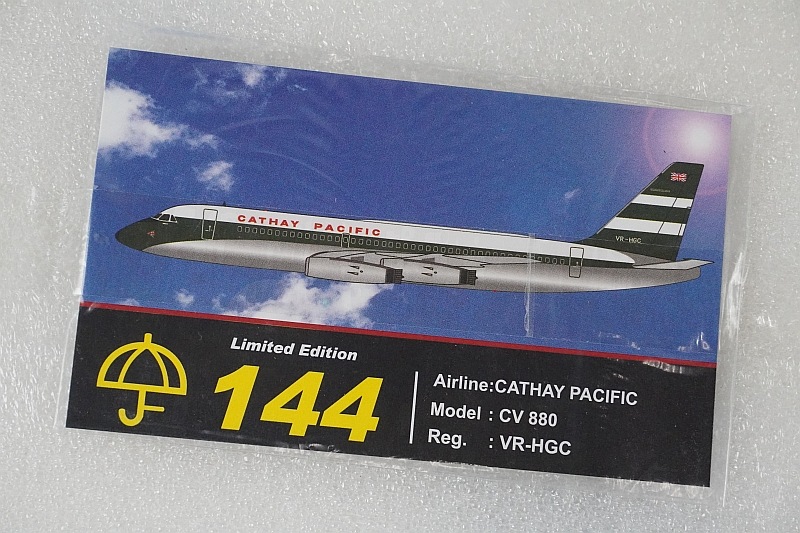 CATHAY PACIFIC
VR-HGC
Limited Edition
144
Airline:CATHAY PACIFIC
Model : CV 880
Reg. : VR-HGC